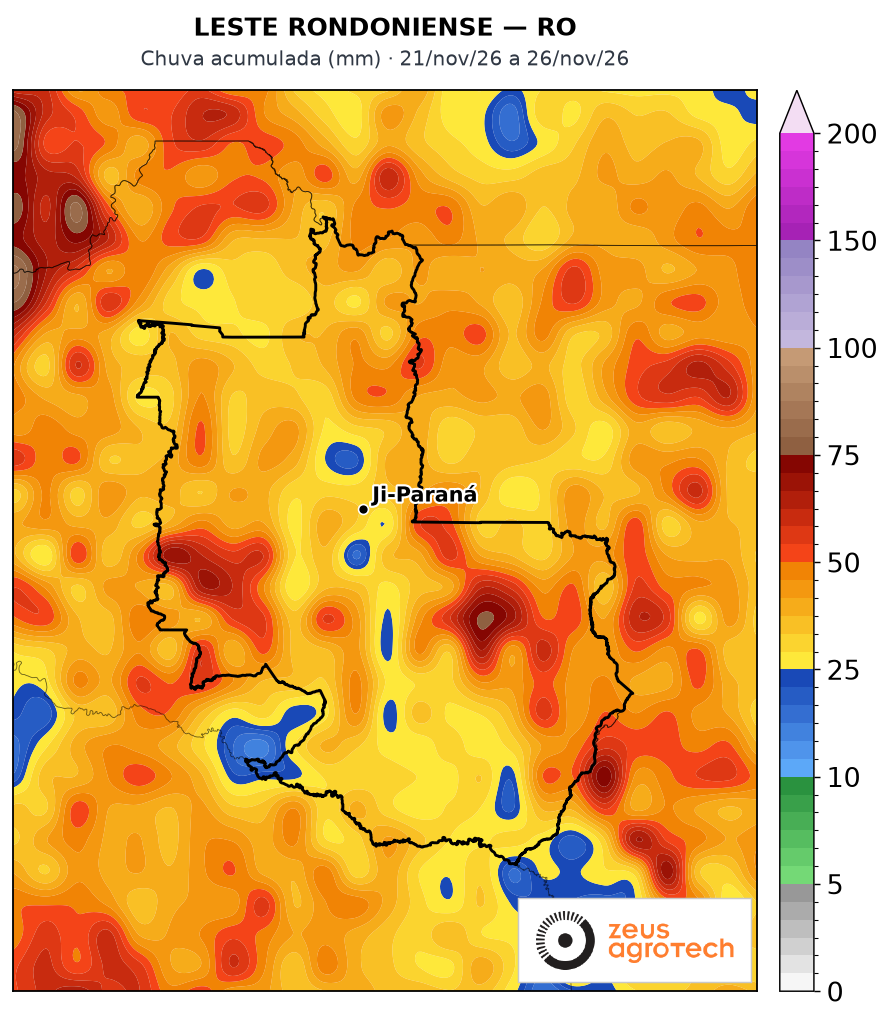 LESTE RONDONIENSE — RO
Chuva acumulada (mm) · 21/nov/26 a 26/nov/26
200
150
100
75
50
25
10
5
0
Ji-Paraná
zeus
agrotech